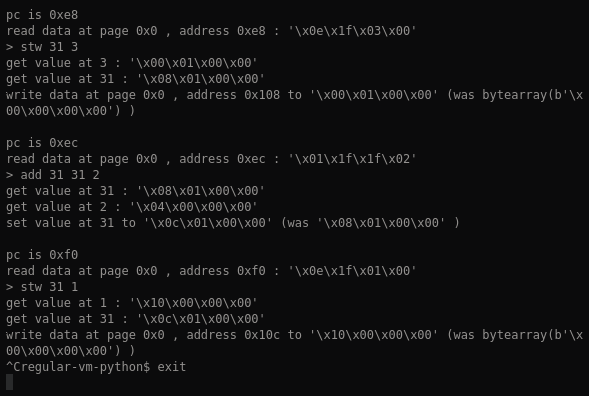 pc is 0xe8
read data at page 0x0 , address 0xe8 : '\x0e\x1f\x03\x00'
> stw 31 3
get value at 3 : '\x00\x01\x00\x00'
get value at 31 : '\x08\x01\x00\x00'
write data at page 0x0 , address 0x108 to '\x00\x01\x00\x00' (was bytearray(b'\x
00\x00\x00\x00') )
pc is 0xec
read data at page 0x0 , address 0xec : '\x01\x1f\x1f\x02'
> add 31 31 2
get value at 31 : '\x08\x01\x00\x00'
get value at 2 : '\x04\x00\x00\x00'
set value at 31 to '\x0c\x01\x00\x00' (was '\x08\x01\x00\x00' )
pc is 0xf0
read data at page 0x0 , address 0xf0 : '\x0e\x1f\x01\x00'
> stw 31 1
get value at 1 : '\x10\x00\x00\x00'
get value at 31 : '\x0c\x01\x00\x00'
write data at page 0x0 , address 0x10c to '\x10\x00\x00\x00' (was bytearray(b'\x
00\x00\x00\x00') )
^Cregular-vm-python$ exit